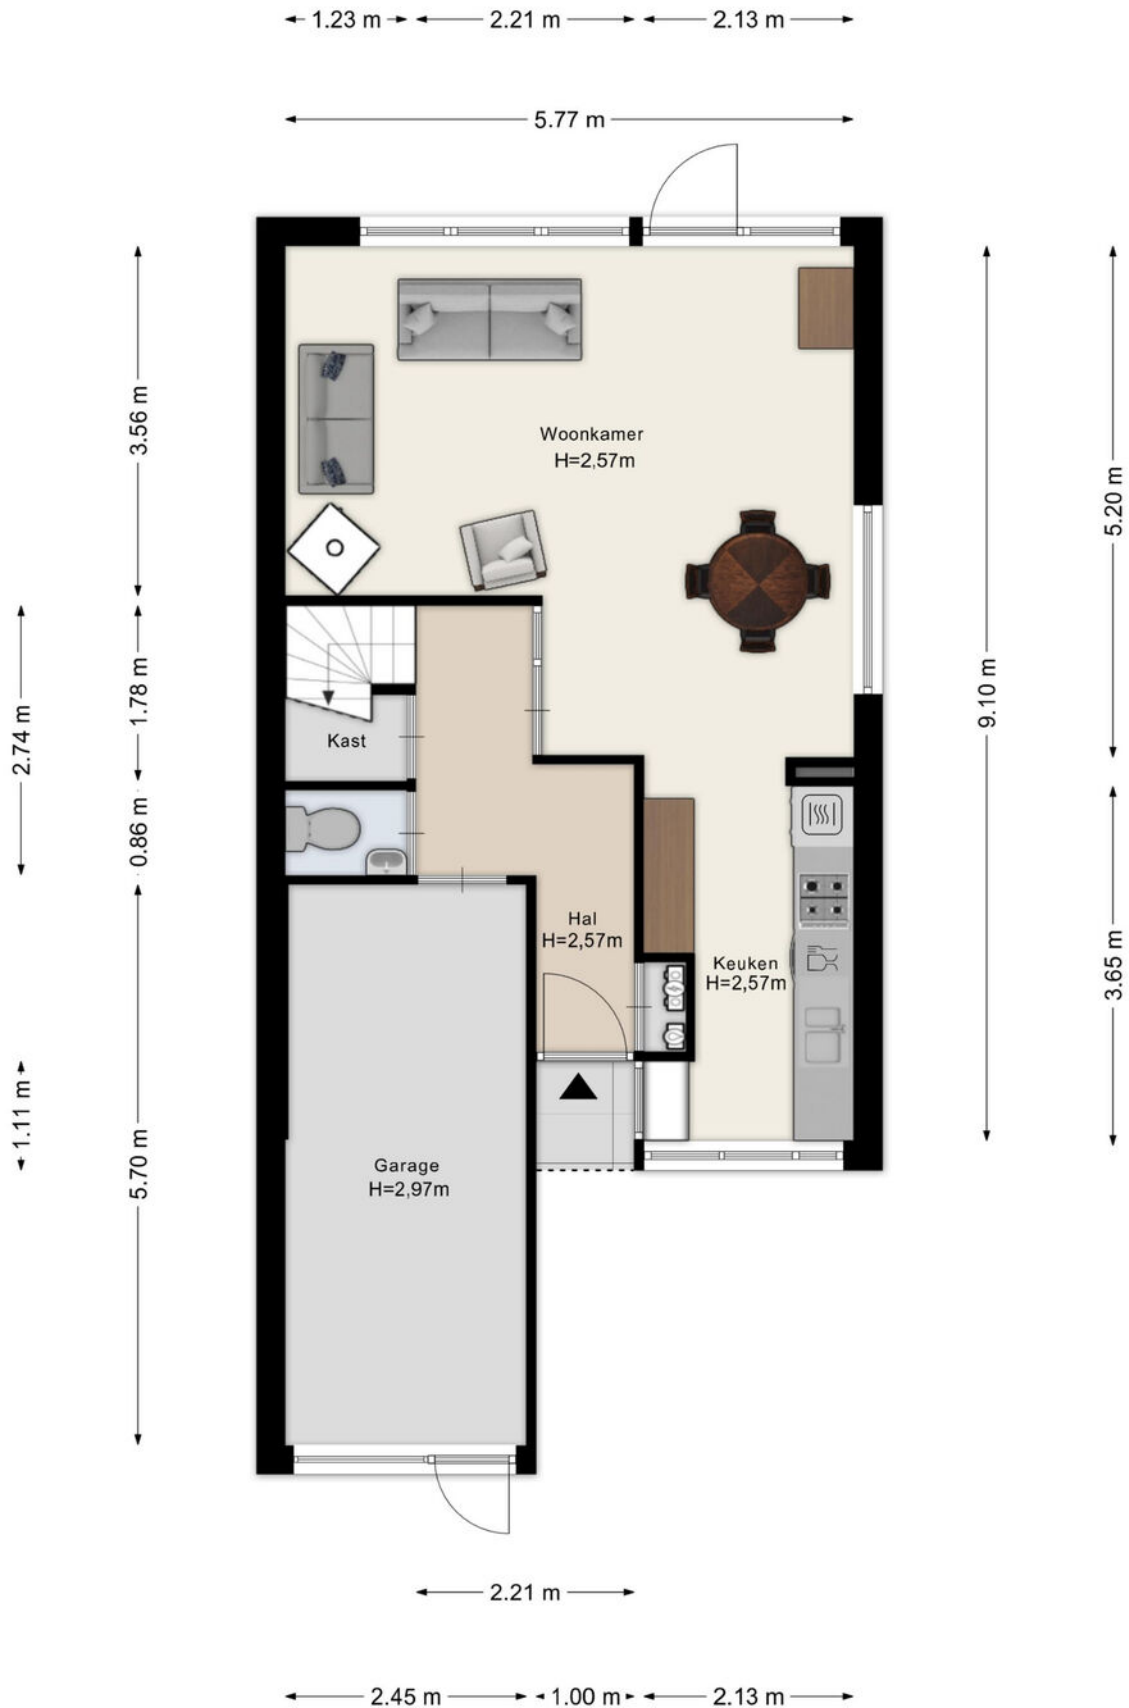 1.23 m
2.21 m
2.13 m
5.77 m
3.56 m
Woonkamer
H=2,57m
5.20 m
9.10 m
2.74 m
1.78 m
Kast
0.86 m
Hal
H=2,57m
Keuken
H=2,57m
3.65 m
1.11 m
5.70 m
Garage
H=2,97m
2.21 m
2.45 m
1.00 m
2.13 m